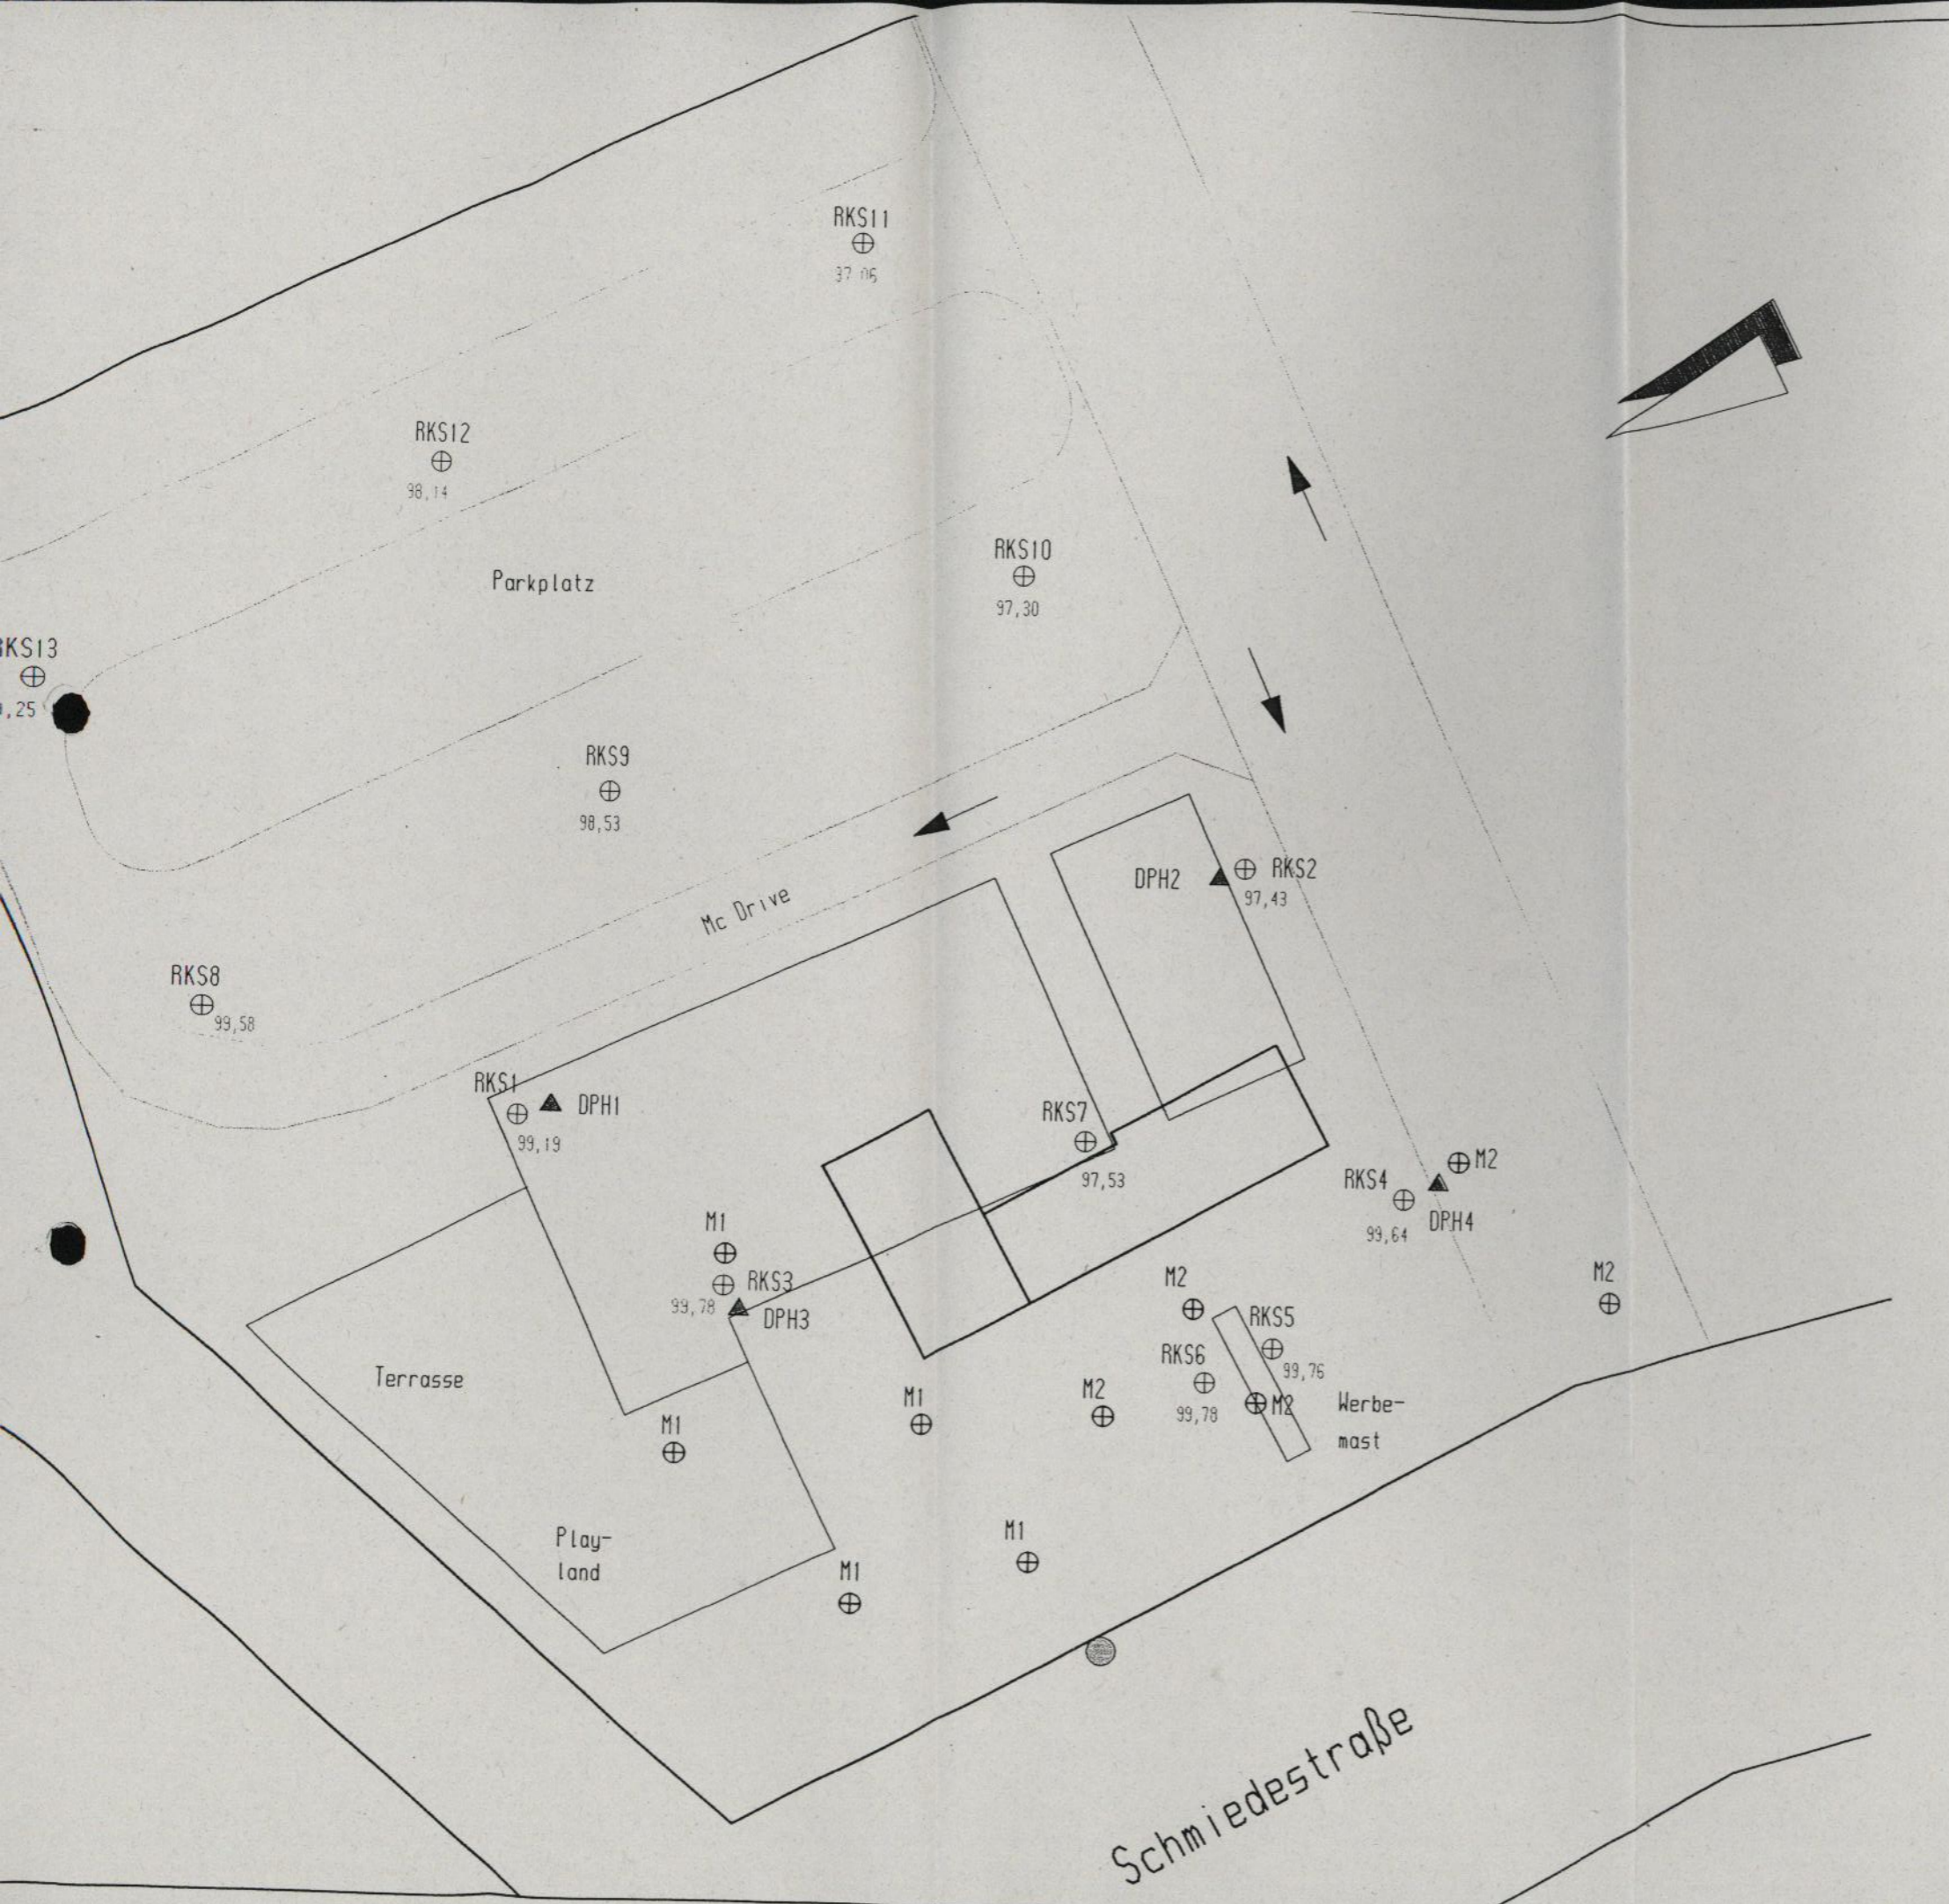 RKS11
97,06
RKS12
98,14
RKS10
97,30
Parkplatz
RKS13
,25
RKS9
98,53
DPH2
RKS2
97,43
Mc Drive
RKS8
99,58
RKS1
DPH1
99,19
RKS7
97,53
M2
RKS4
DPH4
99,64
M1
RKS3
99,78
DPH3
M2
M2
RKS5
99,76
RKS6
99,78
M2
Terrasse
M1
M1
M2
Werbe-
mast
Play-
land
M1
M1
Schmiedestraße